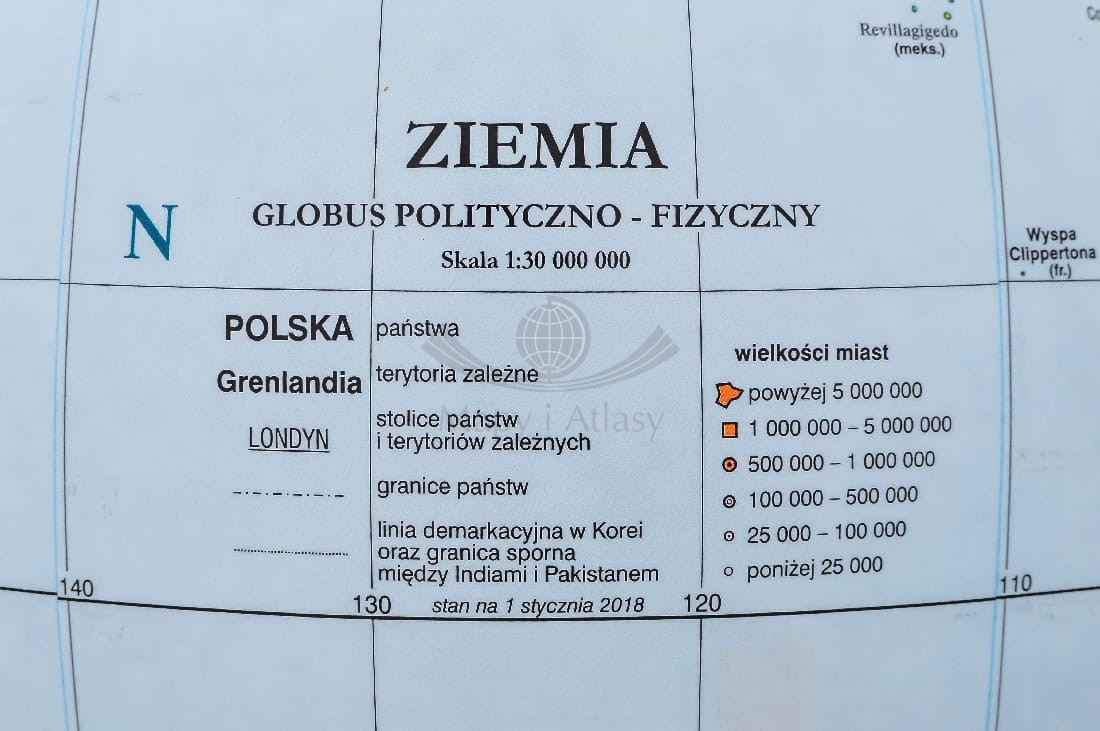 Revillagigedo
(meks.)
ZIEMIA
N
GLOBUS POLITYCZNO - FIZYCZNY
Skala 1:30 000 000
Wyspa
Clippertona
(fr.)
POLSKA państwa
Grenlandia terytoria zależne
LONDYN stolice państw
i terytoriów zależnych
granice państw
linia demarkacyjna w Korei
oraz granica sporna
między Indiami i Pakistanem
stan na 1 stycznia 2018
wielkości miast
powyżej 5 000 000
1 000 000 – 5 000 000
500 000 – 1 000 000
100 000 – 500 000
25 000 – 100 000
poniżej 25 000
Mapy i Atlasy
140
130
120
110